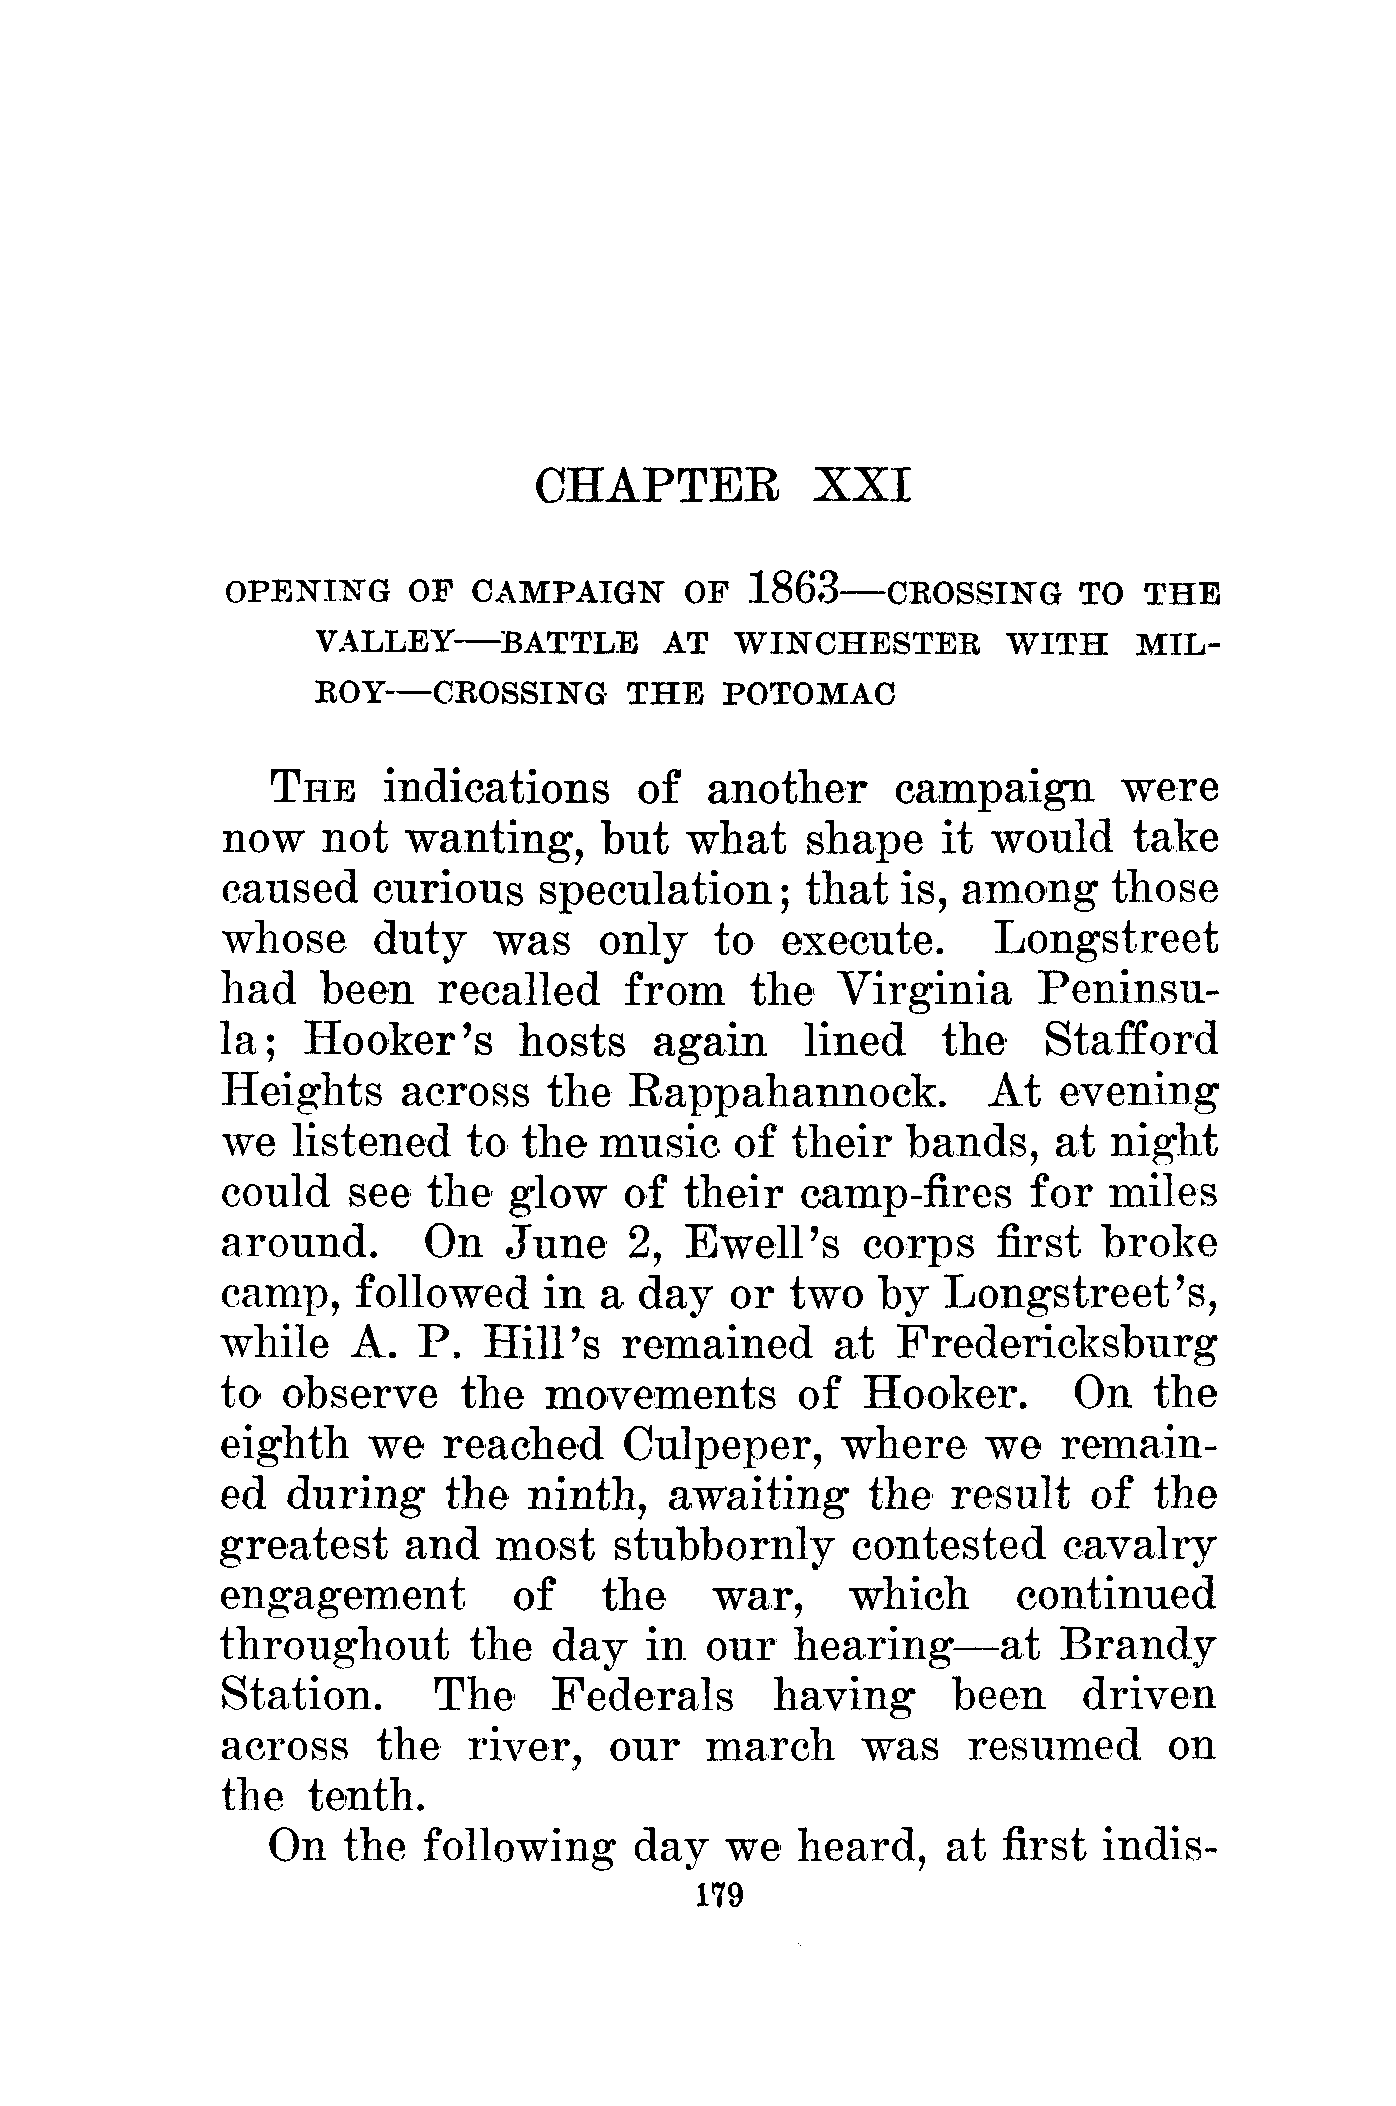 CHAPTER XXI
OPENING OF CAMPAIGN OF 1863—CROSSING TO THE
VALLEY—BATTLE AT WINCHESTER WITH MIL-
ROY—CROSSING THE POTOMAC
THE indications of another campaign were
now not wanting, but what shape it would take
caused curious speculation; that is, among those
whose duty was only to execute. Longstreet
had been recalled from the Virginia Peninsu-
la; Hooker's hosts again lined the Stafford
Heights across the Rappahannock. At evening
we listened to the music of their bands, at night
could see the glow of their camp-fires for miles
around. On June 2, Ewell's corps first broke
camp, followed in a day or two by Longstreet's,
while A. P. Hill's remained at Fredericksburg
to observe the movements of Hooker. On the
eighth we reached Culpeper, where we remain-
ed during the ninth, awaiting the result of the
greatest and most stubbornly contested cavalry
engagement of the war, which continued
throughout the day in our hearing—at Brandy
Station. The Federals having been driven
across the river, our march was resumed on
the tenth.
On the following day we heard, at first indis-
179